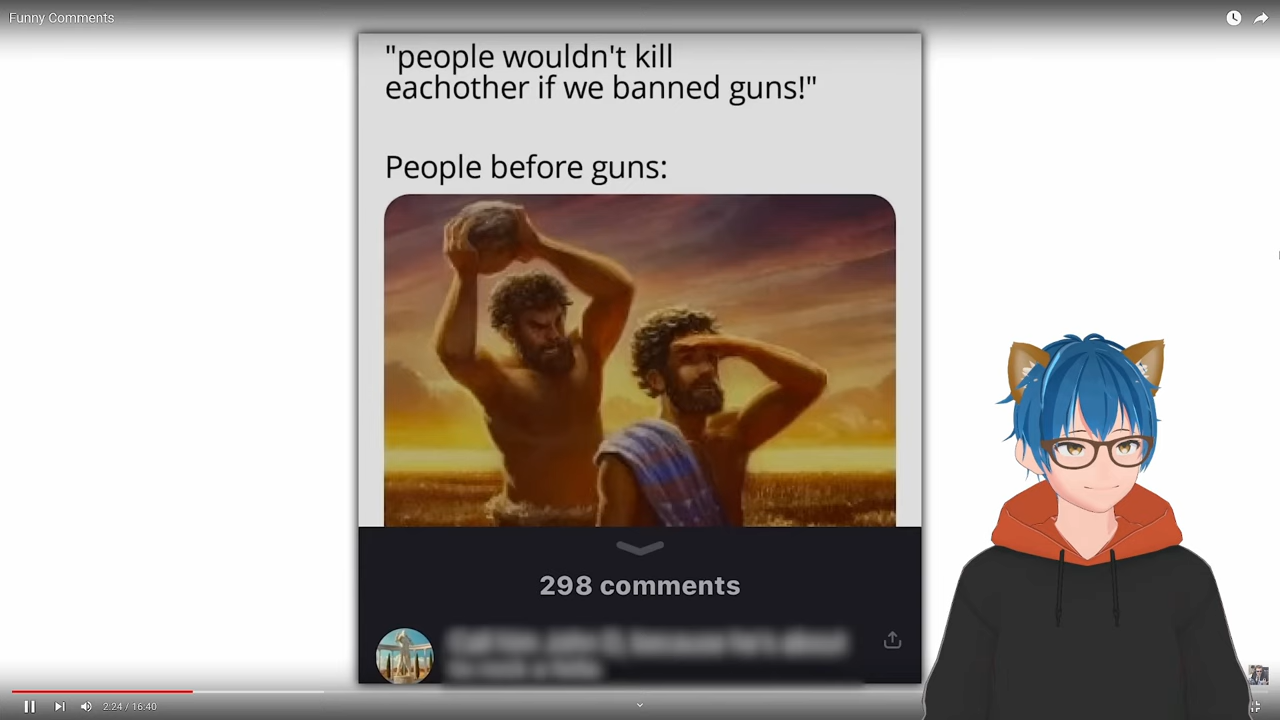 Funny Comments
"people wouldn't kill
eachother if we banned guns!"
People before guns:
298 comments
2:24 / 16:40